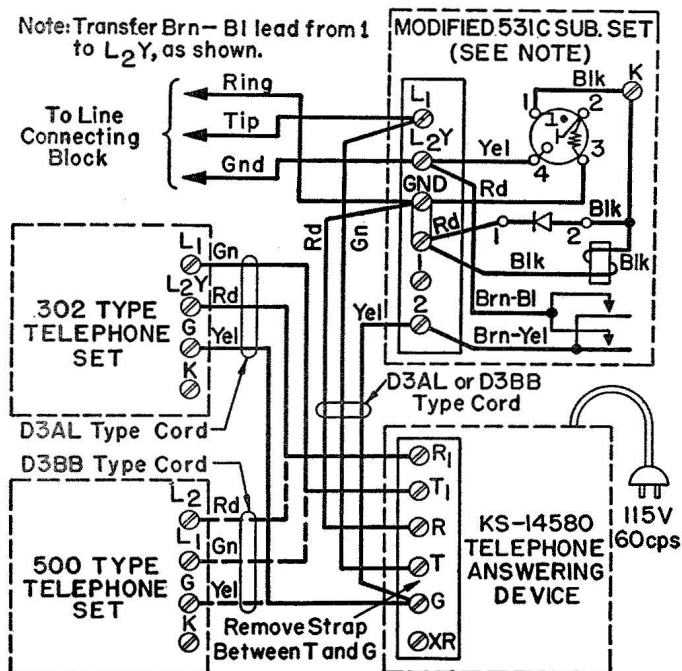 Note: Transfer Brn-Bl lead from 1
to L2Y, as shown.
MODIFIED 531C SUB. SET
(SEE NOTE)
Ring
Tip
Gnd
To Line
Connecting
Block
L1
L2Y
GND
1
2
Blk
K
1
2
1
4
3
Yel
Rd
Rd
1
2
Blk
Blk
Blk
Brn-Bl
Brn-Yel
Rd
Gn
Yel
302 TYPE
TELEPHONE
SET
L1
L2Y
G
K
Gn
Rd
Yel
D3AL Type Cord
D3BB Type Cord
D3AL or D3BB
Type Cord
500 TYPE
TELEPHONE
SET
L2
L1
G
K
Rd
Gn
Yel
Remove Strap
Between T and G
R1
T1
R
T
G
XR
KS-14580
TELEPHONE
ANSWERING
DEVICE
115V
60cps